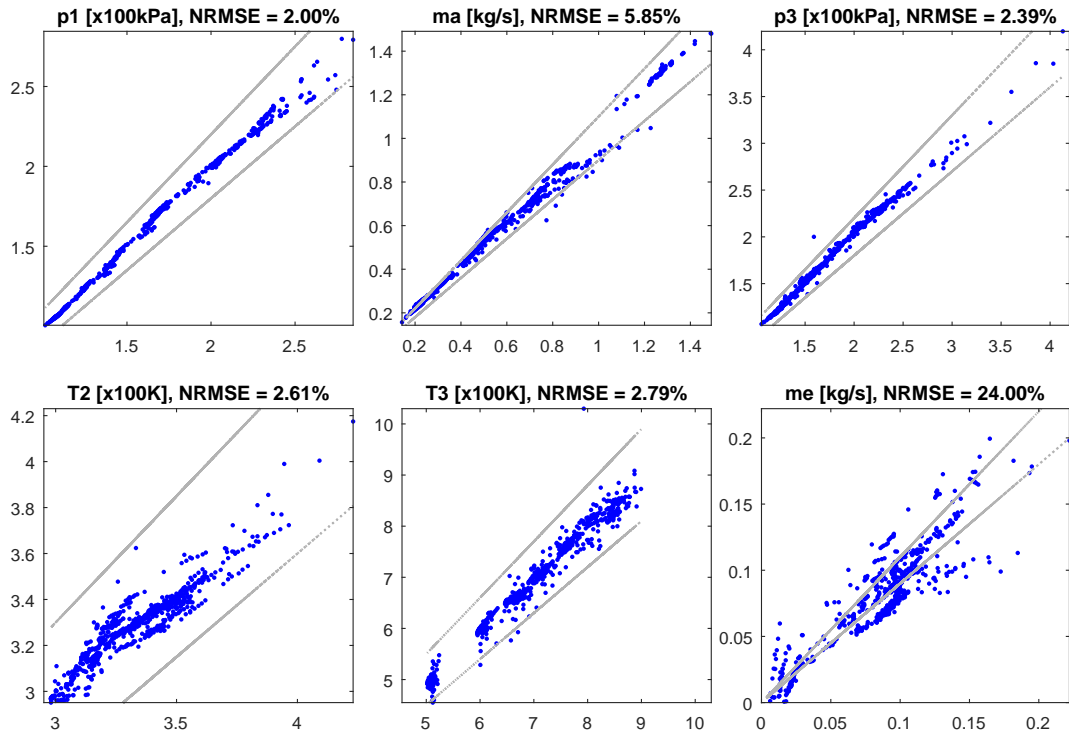 p1 [x100kPa], NRMSE = 2.00%
2.5
2
1.5
1.5 2 2.5
ma [kg/s], NRMSE = 5.85%
1.4
1.2
1
0.8
0.6
0.4
0.2
0.2 0.4 0.6 0.8 1 1.2 1.4
p3 [x100kPa], NRMSE = 2.39%
4
3.5
3
2.5
2
1.5
1.5 2 2.5 3 3.5 4
T2 [x100K], NRMSE = 2.61%
4.2
4
3.8
3.6
3.4
3.2
3
3 3.5 4
T3 [x100K], NRMSE = 2.79%
10
9
8
7
6
5
5 6 7 8 9 10
me [kg/s], NRMSE = 24.00%
0.2
0.15
0.1
0.05
0
0 0.05 0.1 0.15 0.2